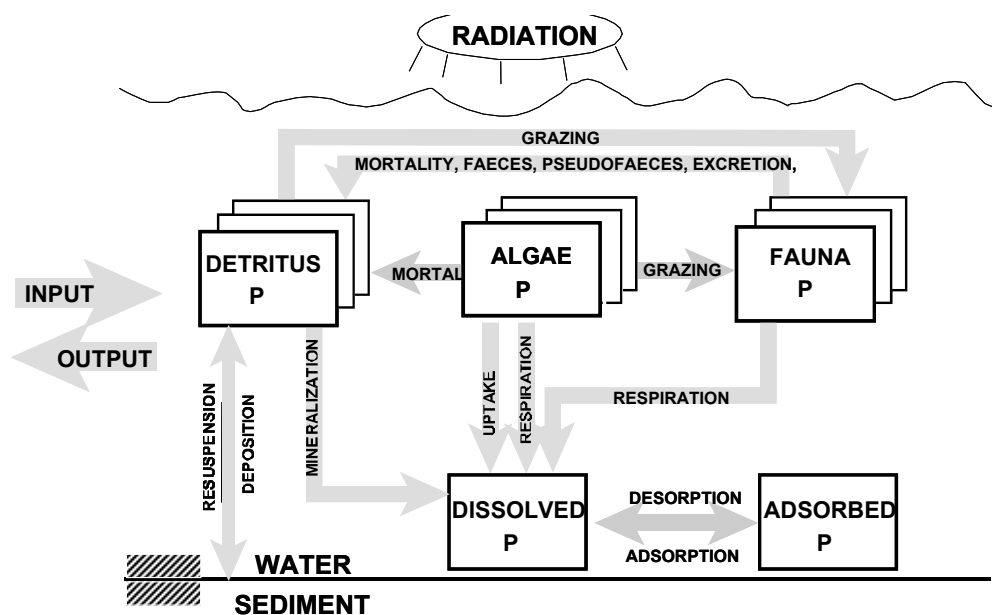 RADIATION
GRAZING
MORTALITY, FAECES, PSEUDOFAECES, EXCRETION,
DETRITUS
P
MORTAL
ALGAE
P
GRAZING
FAUNA
P
INPUT
OUTPUT
RESUSPENSION
DEPOSITION
MINERALIZATION
UPTAKE
RESPIRATION
RESPIRATION
DISSOLVED
P
DESORPTION
ADSORPTION
ADSORBED
P
WATER
SEDIMENT